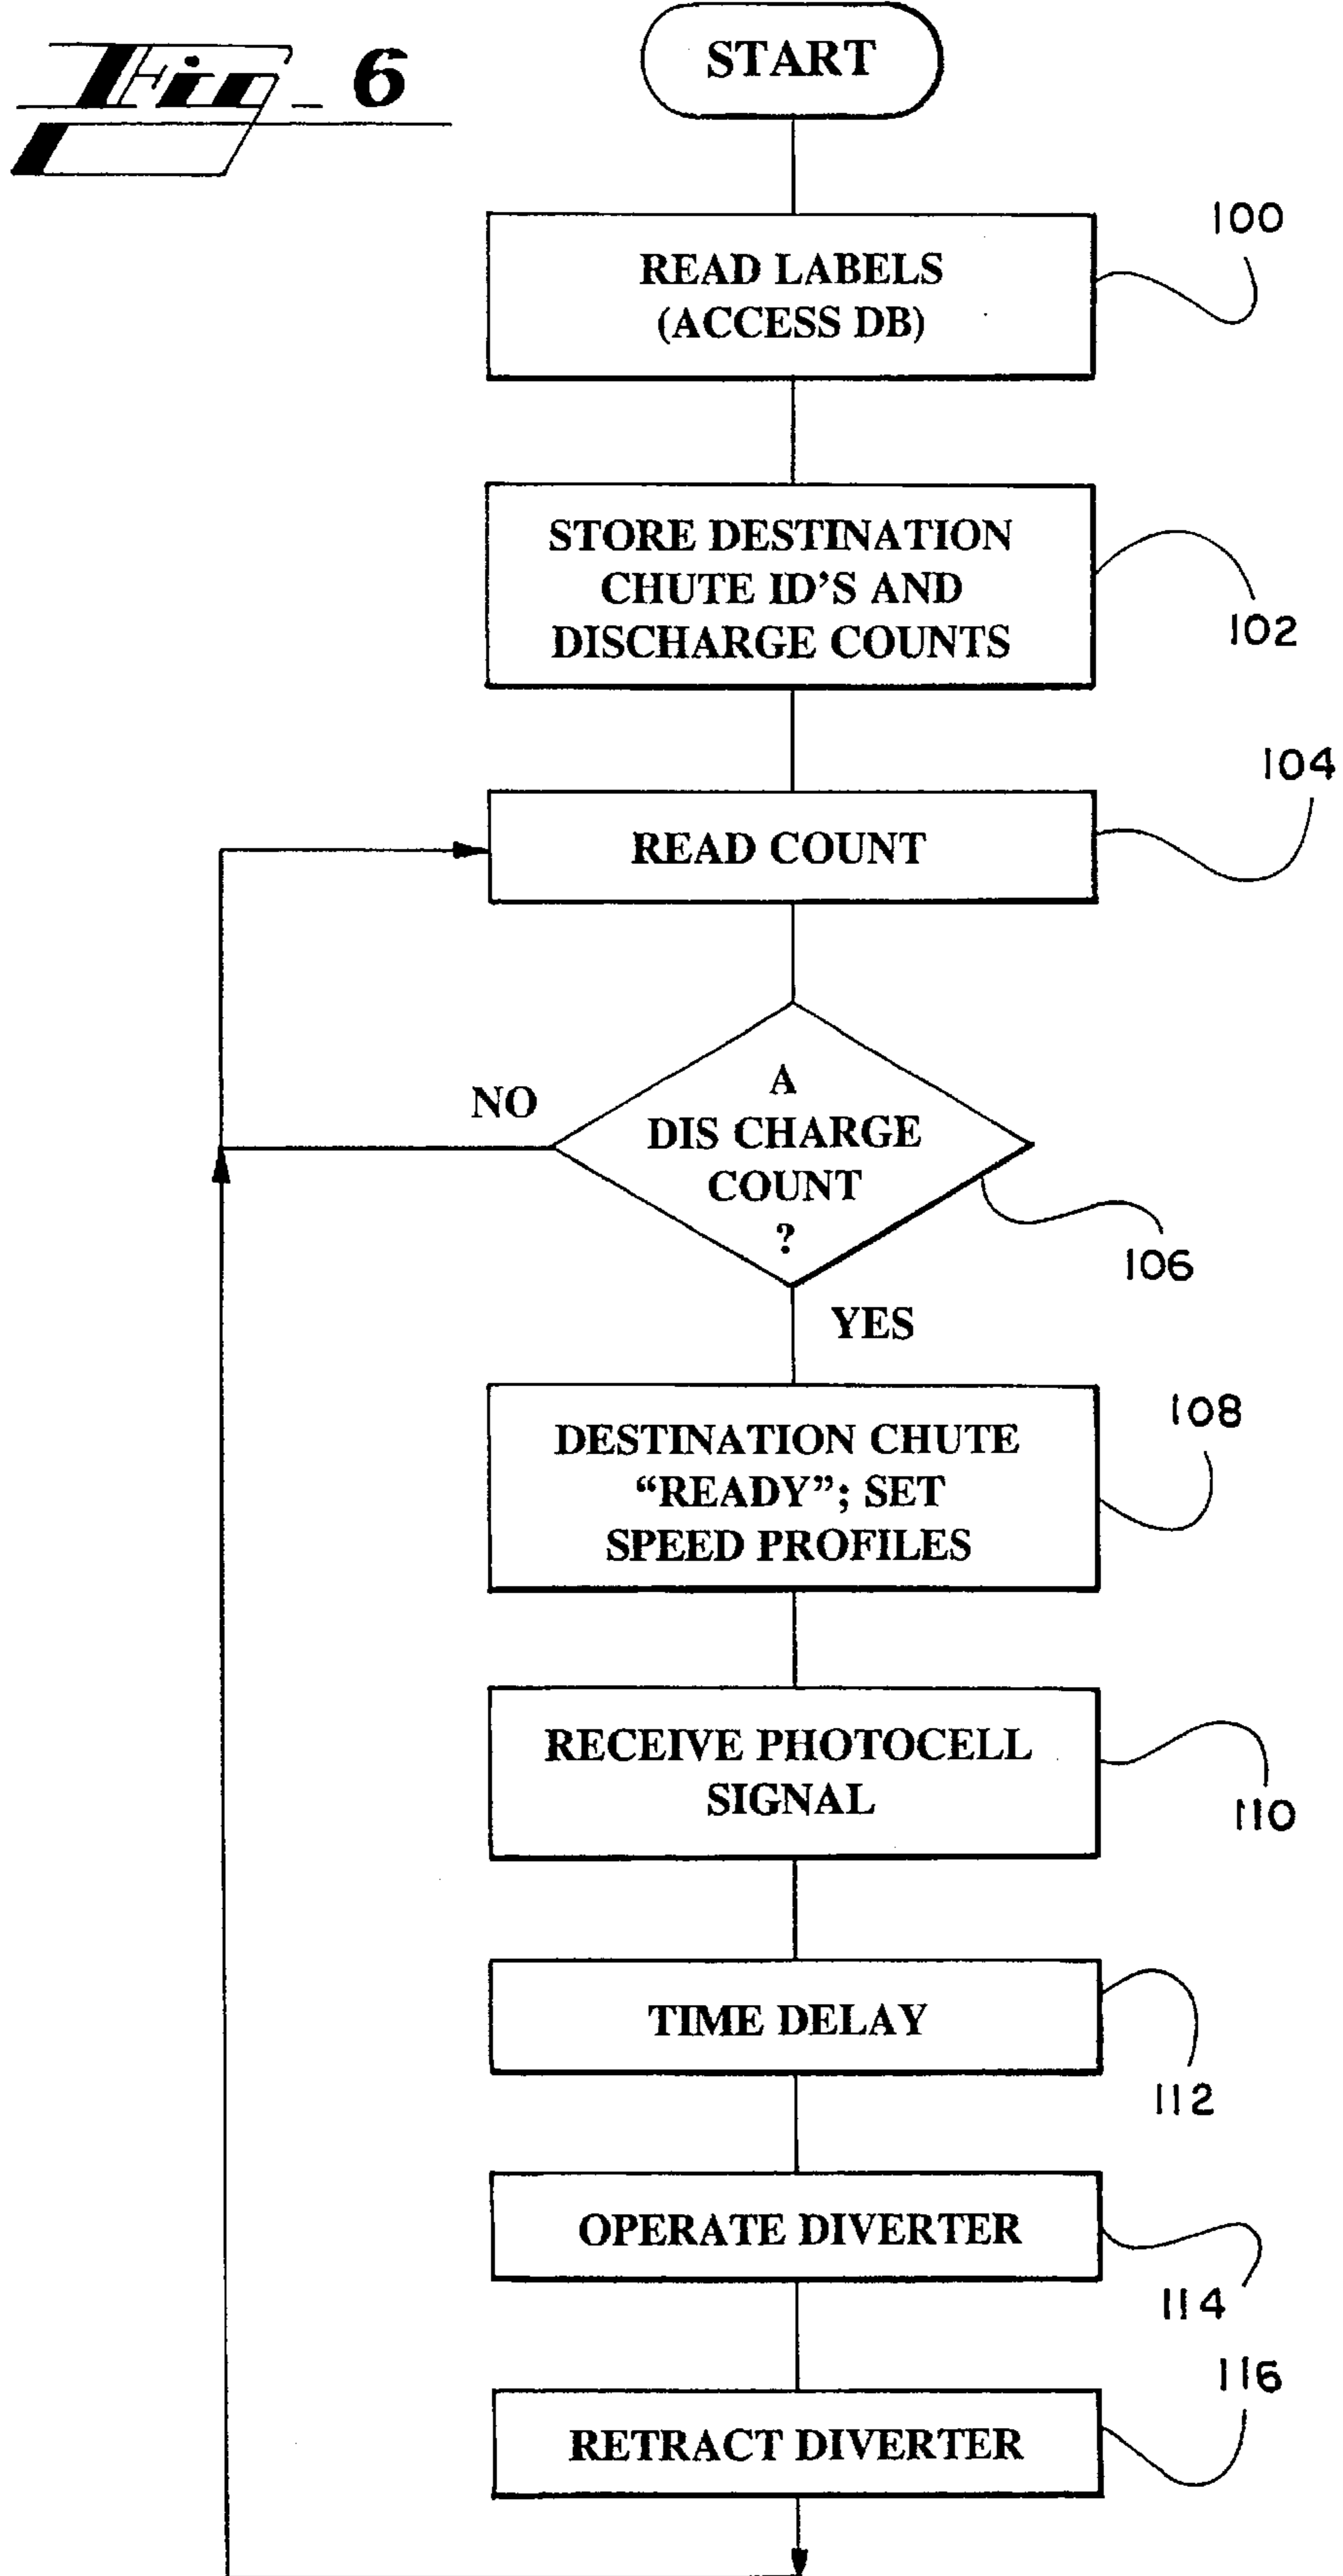 Fig_ 6
START
100
READ LABELS
(ACCESS DB)
STORE DESTINATION
CHUTE ID'S AND
DISCHARGE COUNTS
102
104
READ COUNT
NO
A
DIS CHARGE
COUNT
?
106
YES
108
DESTINATION CHUTE
“READY”; SET
SPEED PROFILES
RECEIVE PHOTOCELL
SIGNAL
110
TIME DELAY
112
OPERATE DIVERTER
114
116
RETRACT DIVERTER